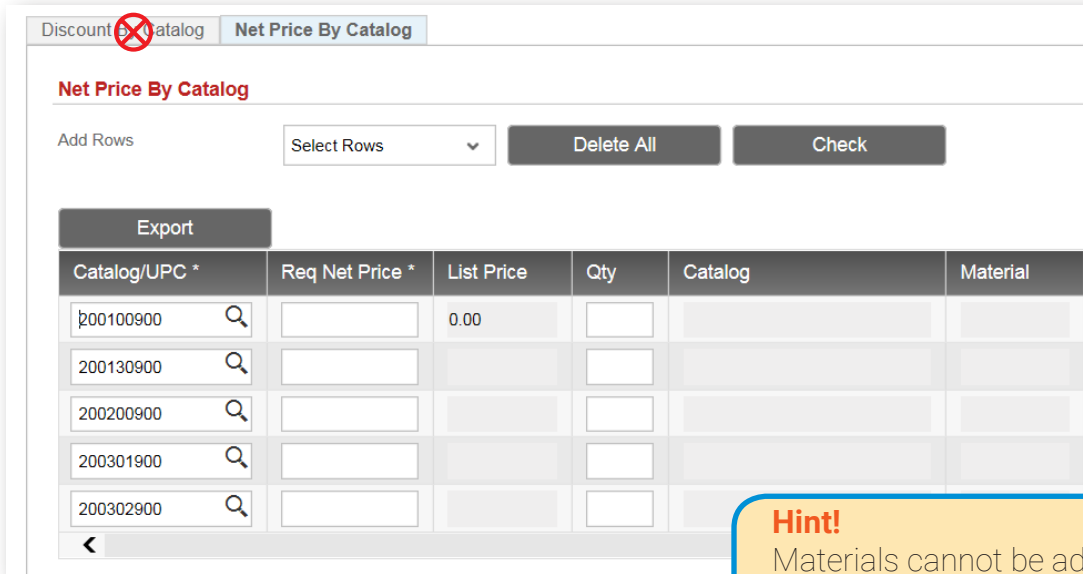 Discount By Catalog Net Price By Catalog
Net Price By Catalog
Add Rows Select Rows Delete All Check
Export
Catalog/UPC * Req Net Price * List Price Qty Catalog Material
200100900 0.00
200130900
200200900
200301900
200302900
Hint!
Materials cannot be ad